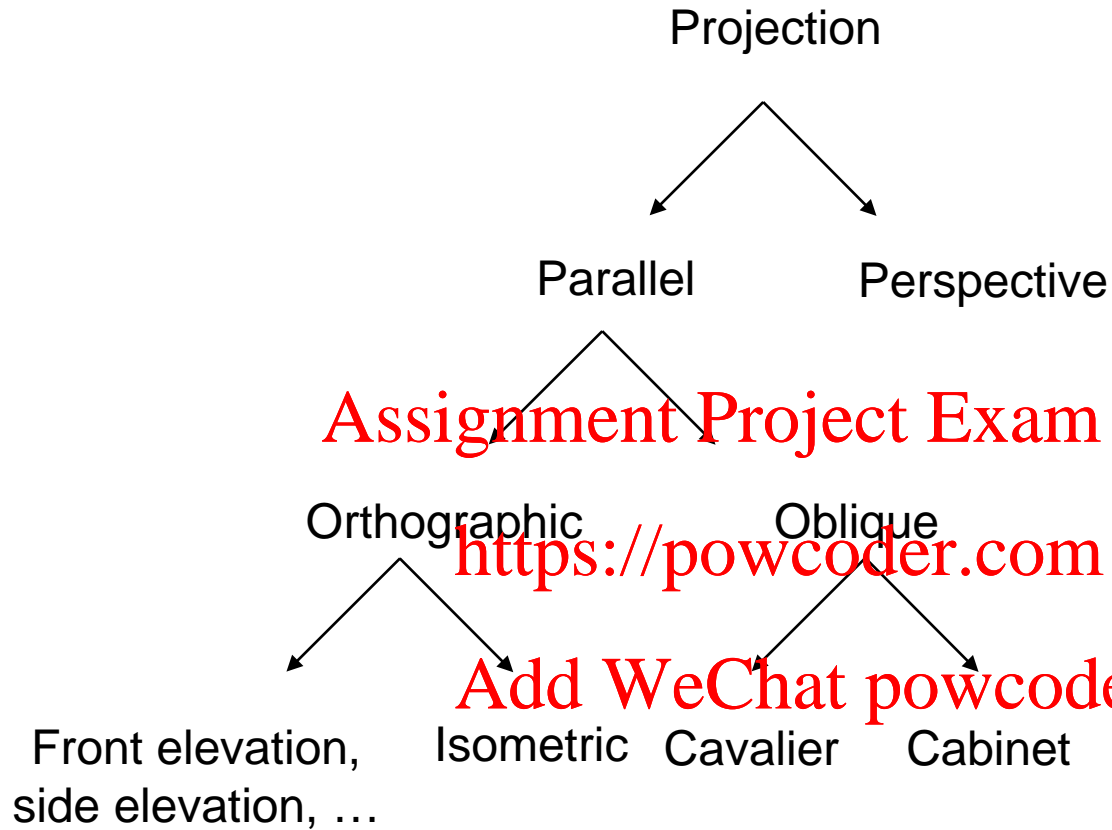 Projection
Parallel
Perspective
Assignment Project Exam
Orthographic
Oblique
https://powcoder.com
Add WeChat powcode
Front elevation,
side elevation, …
Isometric
Cavalier
Cabinet